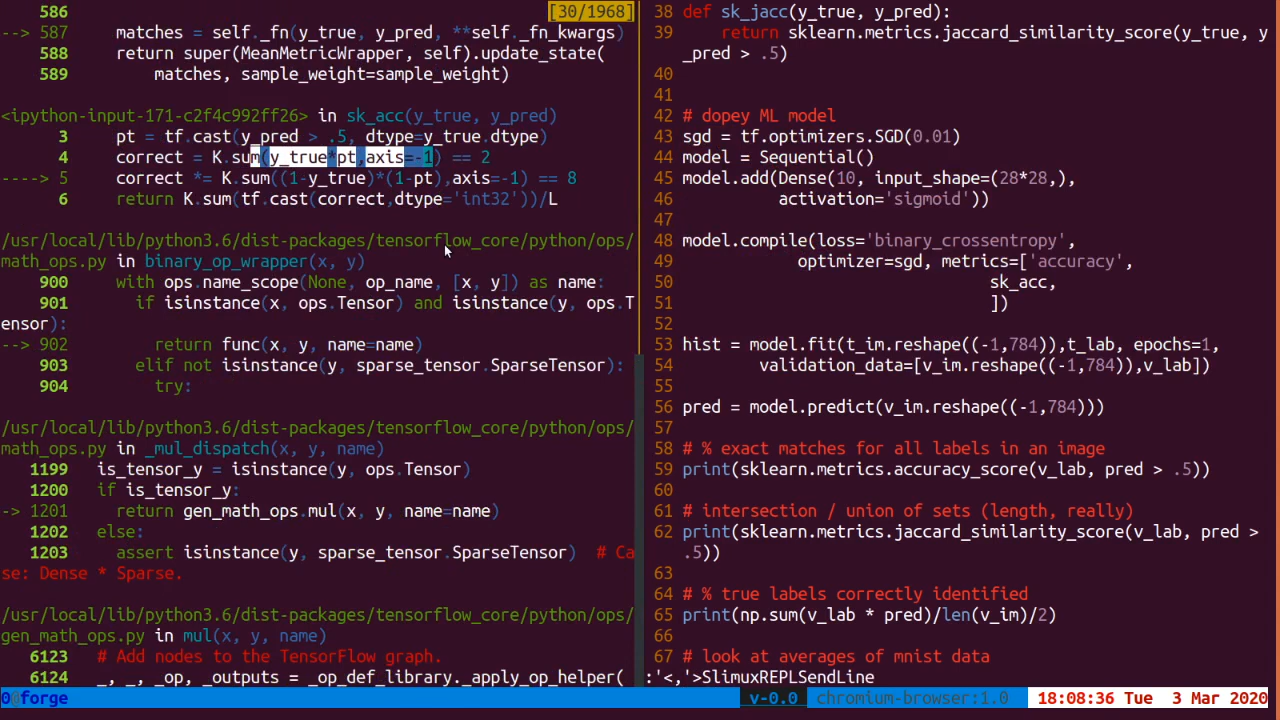 586
[30/1968]
--> 587     matches = self._fn(y_true, y_pred, **self._fn_kwargs)
588     return super(MeanMetricWrapper, self).update_state(
589         matches, sample_weight=sample_weight)
<ipython-input-171-c2f4c992ff26> in sk_acc(y_true, y_pred)
3     pt = tf.cast(y_pred > .5, dtype=y_true.dtype)
4     correct = K.sum(y_true*pt,axis=-1) == 2
----> 5     correct *= K.sum((1-y_true)*(1-pt),axis=-1) == 8
6     return K.sum(tf.cast(correct,dtype='int32'))/L
/usr/local/lib/python3.6/dist-packages/tensorflow_core/python/ops/
math_ops.py in binary_op_wrapper(x, y)
900     with ops.name_scope(None, op_name, [x, y]) as name:
901       if isinstance(x, ops.Tensor) and isinstance(y, ops.T
ensor):
--> 902         return func(x, y, name=name)
903       elif not isinstance(y, sparse_tensor.SparseTensor):
904         try:
/usr/local/lib/python3.6/dist-packages/tensorflow_core/python/ops/
math_ops.py in _mul_dispatch(x, y, name)
1199   is_tensor_y = isinstance(y, ops.Tensor)
1200   if is_tensor_y:
-> 1201     return gen_math_ops.mul(x, y, name=name)
1202   else:
1203     assert isinstance(y, sparse_tensor.SparseTensor)  # Ca
se: Dense * Sparse.
/usr/local/lib/python3.6/dist-packages/tensorflow_core/python/ops/
gen_math_ops.py in mul(x, y, name)
6123   # Add nodes to the TensorFlow graph.
6124   _, _, _op, _outputs = _op_def_library._apply_op_helper(
38 def sk_jacc(y_true, y_pred):
39     return sklearn.metrics.jaccard_similarity_score(y_true, y
_pred > .5)
40
41
42 # dopey ML model
43 sgd = tf.optimizers.SGD(0.01)
44 model = Sequential()
45 model.add(Dense(10, input_shape=(28*28,),
46           activation='sigmoid'))
47
48 model.compile(loss='binary_crossentropy',
49             optimizer=sgd, metrics=['accuracy',
50                                 sk_acc,
51                                 ])
52
53 hist = model.fit(t_im.reshape((-1,784)),t_lab, epochs=1,
54         validation_data=[v_im.reshape((-1,784)),v_lab])
55
56 pred = model.predict(v_im.reshape((-1,784)))
57
58 # % exact matches for all labels in an image
59 print(sklearn.metrics.accuracy_score(v_lab, pred > .5))
60
61 # intersection / union of sets (length, really)
62 print(sklearn.metrics.jaccard_similarity_score(v_lab, pred >
.5))
63
64 # % true labels correctly identified
65 print(np.sum(v_lab * pred)/len(v_im)/2)
66
67 # look at averages of mnist data
:'<,'>SlimuxREPLSendLine
0@forge
v-0.0  chromium-browser:1.0  18:08:36 Tue  3 Mar 2020